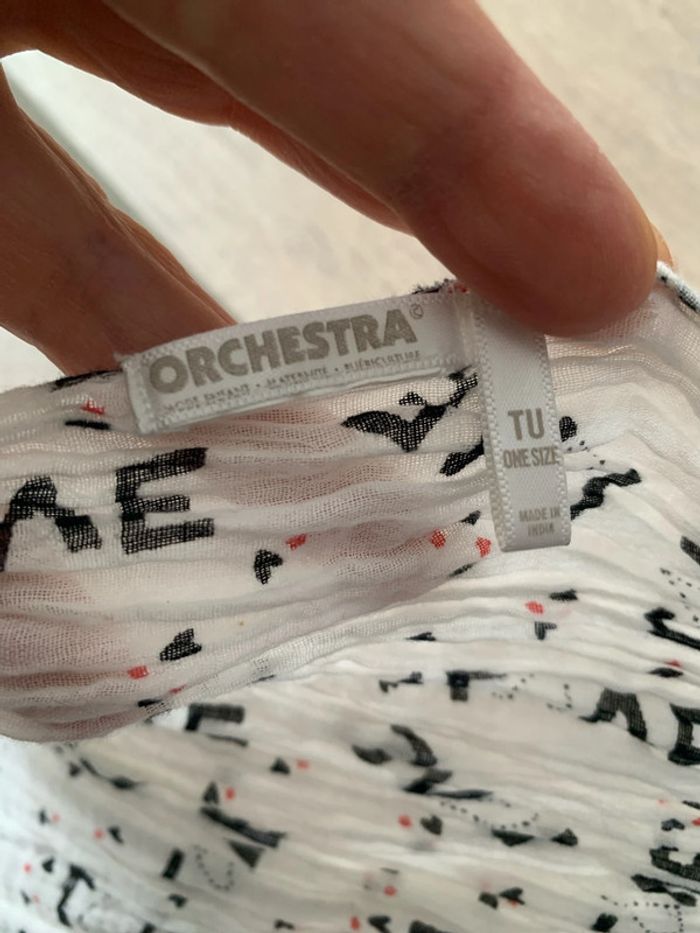 ORCHESTRA©
MODE ENFANT • MATERNITÉ • PUÉRICULTURE
TU
ONE SIZE
MADE IN
INDIA